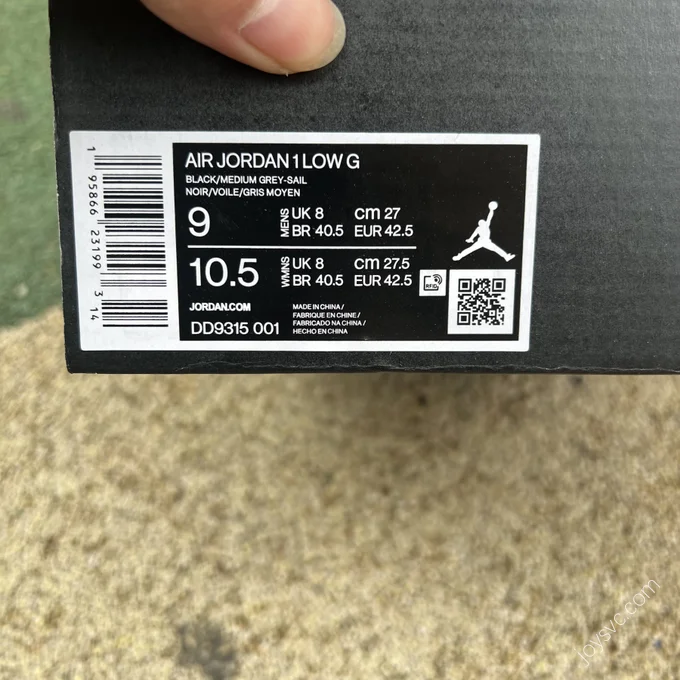 1 95866 23199 3 14
AIR JORDAN 1 LOW G
BLACK/MEDIUM GREY-SAIL
NOIR/VOILE/GRIS MOYEN
9 MENS UK 8 cm 27
BR 40.5 EUR 42.5
10.5 WMNS UK 8 cm 27.5
BR 40.5 EUR 42.5
RFID
JORDAN.COM
DD9315 001
MADE IN CHINA /
FABRIQUE EN CHINE /
FABRICADO NA CHINA /
HECHO EN CHINA
joysvc.com